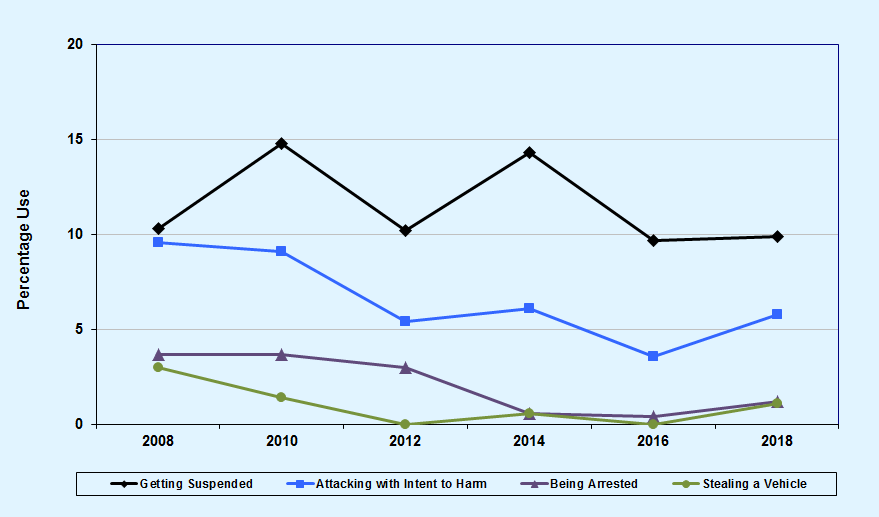 20
15
10
5
0
Percentage Use
2008 2010 2012 2014 2016 2018
Getting Suspended Attacking with Intent to Harm Being Arrested Stealing a Vehicle